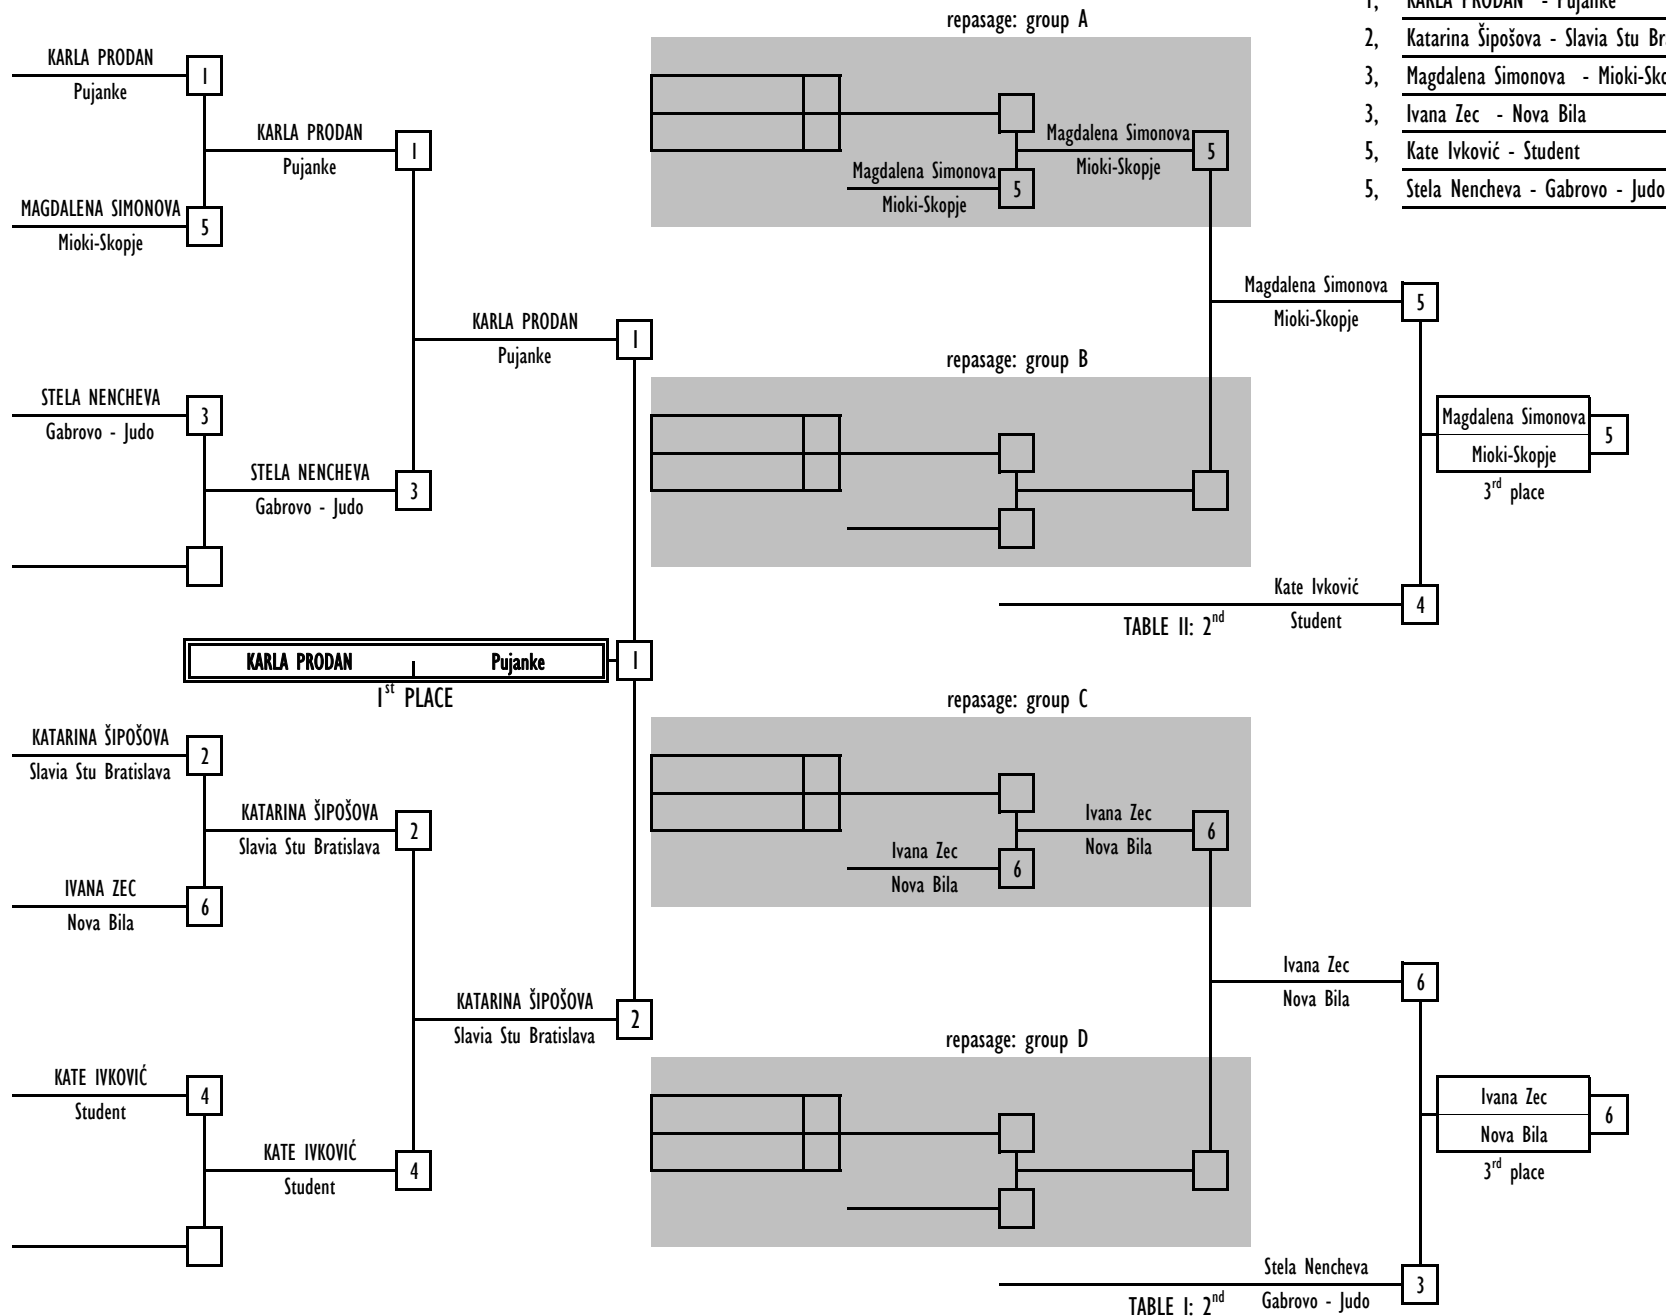 KARLA PRODAN
1
Pujanke
KARLA PRODAN
1
Pujanke
MAGDALENA SIMONOVA
5
Mioki-Skopje
KARLA PRODAN
1
Pujanke
STELA NENCHEVA
3
Gabrovo - Judo
STELA NENCHEVA
3
Gabrovo - Judo
KARLA PRODAN Pujanke 1
1st PLACE
KATARINA ŠIPOŠOVA
2
Slavia Stu Bratislava
KATARINA ŠIPOŠOVA
2
Slavia Stu Bratislava
IVANA ZEC
6
Nova Bila
KATARINA ŠIPOŠOVA
2
Slavia Stu Bratislava
KATE IVKOVIĆ
4
Student
KATE IVKOVIĆ
4
Student
repasage: group A
Magdalena Simonova
5
Mioki-Skopje
Magdalena Simonova
5
Mioki-Skopje
repasage: group B
Magdalena Simonova
5
Mioki-Skopje
Kate Ivković
4
TABLE II: 2nd Student
Magdalena Simonova
5
Mioki-Skopje
3rd place
repasage: group C
Ivana Zec
6
Nova Bila
Ivana Zec
6
Nova Bila
repasage: group D
Ivana Zec
6
Nova Bila
Stela Nencheva
3
TABLE I: 2nd Gabrovo - Judo
Ivana Zec
6
Nova Bila
3rd place
1, KARLA PRODAN - Pujanke
2, Katarina Šipošova - Slavia Stu Br
3, Magdalena Simonova - Mioki-Sko
3, Ivana Zec - Nova Bila
5, Kate Ivković - Student
5, Stela Nencheva - Gabrovo - Judo